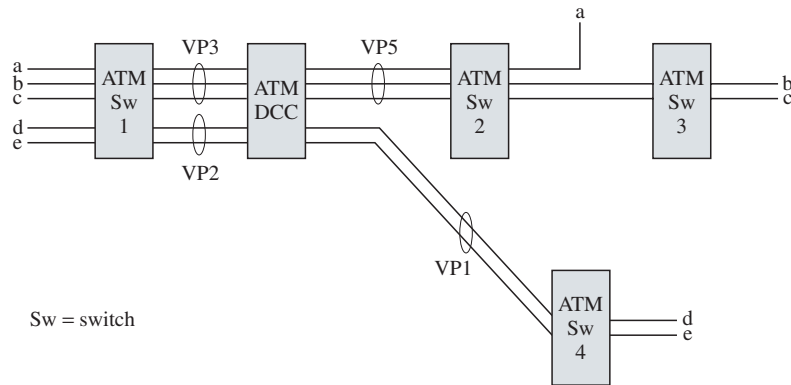 a
VP3
VP5
a
b
c
d
e
ATM
Sw
1
ATM
DCC
ATM
Sw
2
ATM
Sw
3
b
c
VP2
VP1
ATM
Sw
4
d
e
Sw = switch